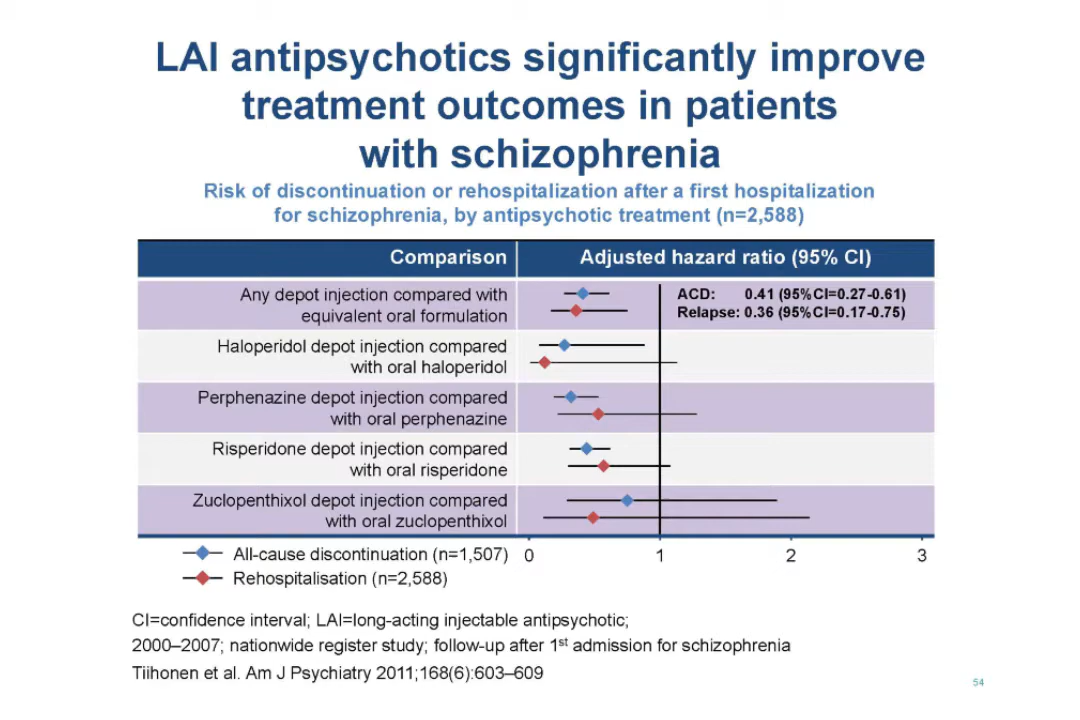 LAI antipsychotics significantly improve
treatment outcomes in patients
with schizophrenia
Risk of discontinuation or rehospitalization after a first hospitalization
for schizophrenia, by antipsychotic treatment (n=2,588)
Comparison
Adjusted hazard ratio (95% CI)
Any depot injection compared with
equivalent oral formulation
ACD: 0.41 (95%CI=0.27-0.61)
Relapse: 0.36 (95%CI=0.17-0.75)
Haloperidol depot injection compared
with oral haloperidol
Perphenazine depot injection compared
with oral perphenazine
Risperidone depot injection compared
with oral risperidone
Zuclopenthixol depot injection compared
with oral zuclopenthixol
All-cause discontinuation (n=1,507)
Rehospitalisation (n=2,588)
0 1 2 3
CI=confidence interval; LAI=long-acting injectable antipsychotic;
2000–2007; nationwide register study; follow-up after 1st admission for schizophrenia
Tiihonen et al. Am J Psychiatry 2011;168(6):603–609
54